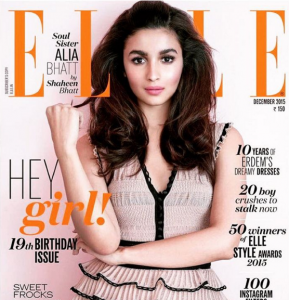 ELLE
Soul
Sister
ALIA
BHATT
by
Shaheen
Bhatt
DECEMBER 2015
₹ 150
HEY
girl!
19th BIRTHDAY
ISSUE
SWEET
FROCKS
10 YEARS OF
ERDEM'S
DREAMY DRESSES
20 boy
crushes to
stalk now
50 winners
of ELLE
STYLE AWARDS
2015
100
INSTAGRAM